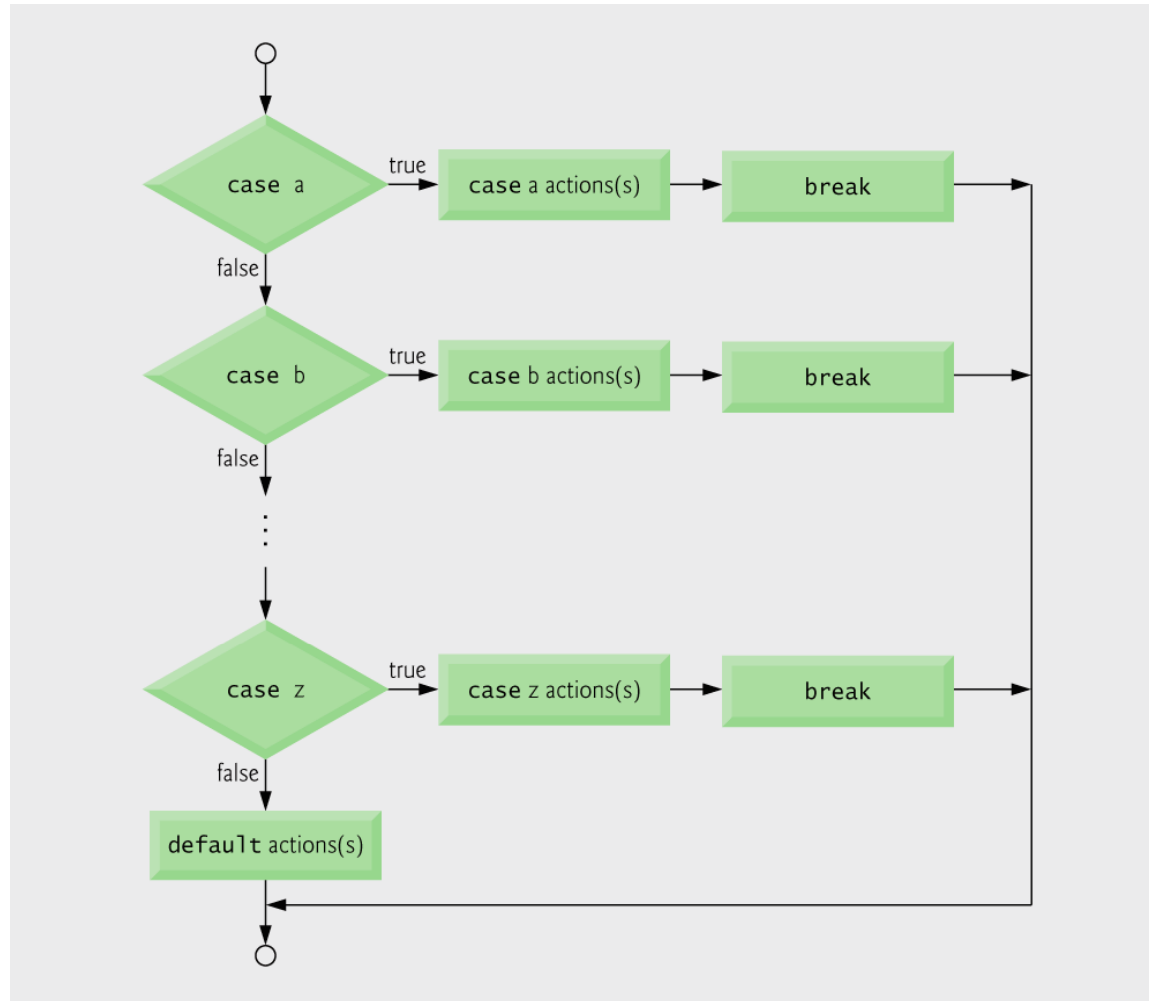 true
case a
case a actions(s)
break
false
true
case b
case b actions(s)
break
false
true
case z
case z actions(s)
break
false
default actions(s)